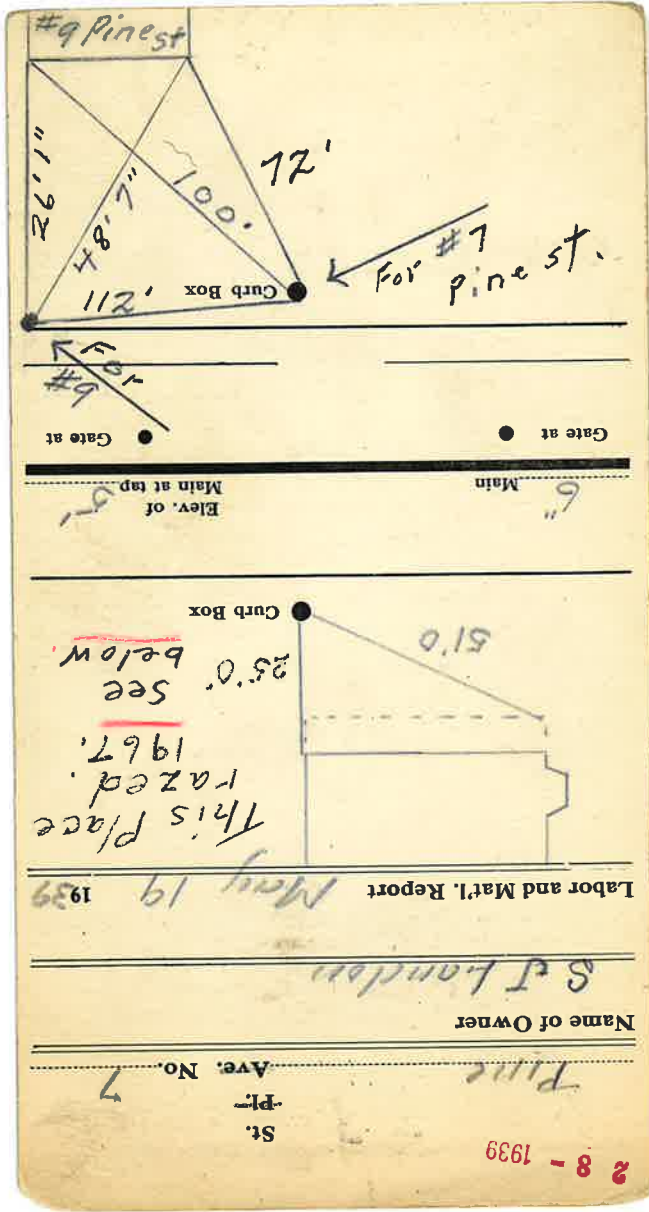 2 8 - 1939
St.
Pl.
Pine Ave. No. 7
Name of Owner
S J Landon
Labor and Mat'l. Report May 19 1939
This Place
razed.
1967.
See
below.
51'0
25'0"
Curb Box
6" Main
Elev. of
Main at tap 5'
Gate at
Gate at
#9 Pine st
26'1"
48'7"
100'
72'
112'
Curb Box
For #7
pine st.
For
#9